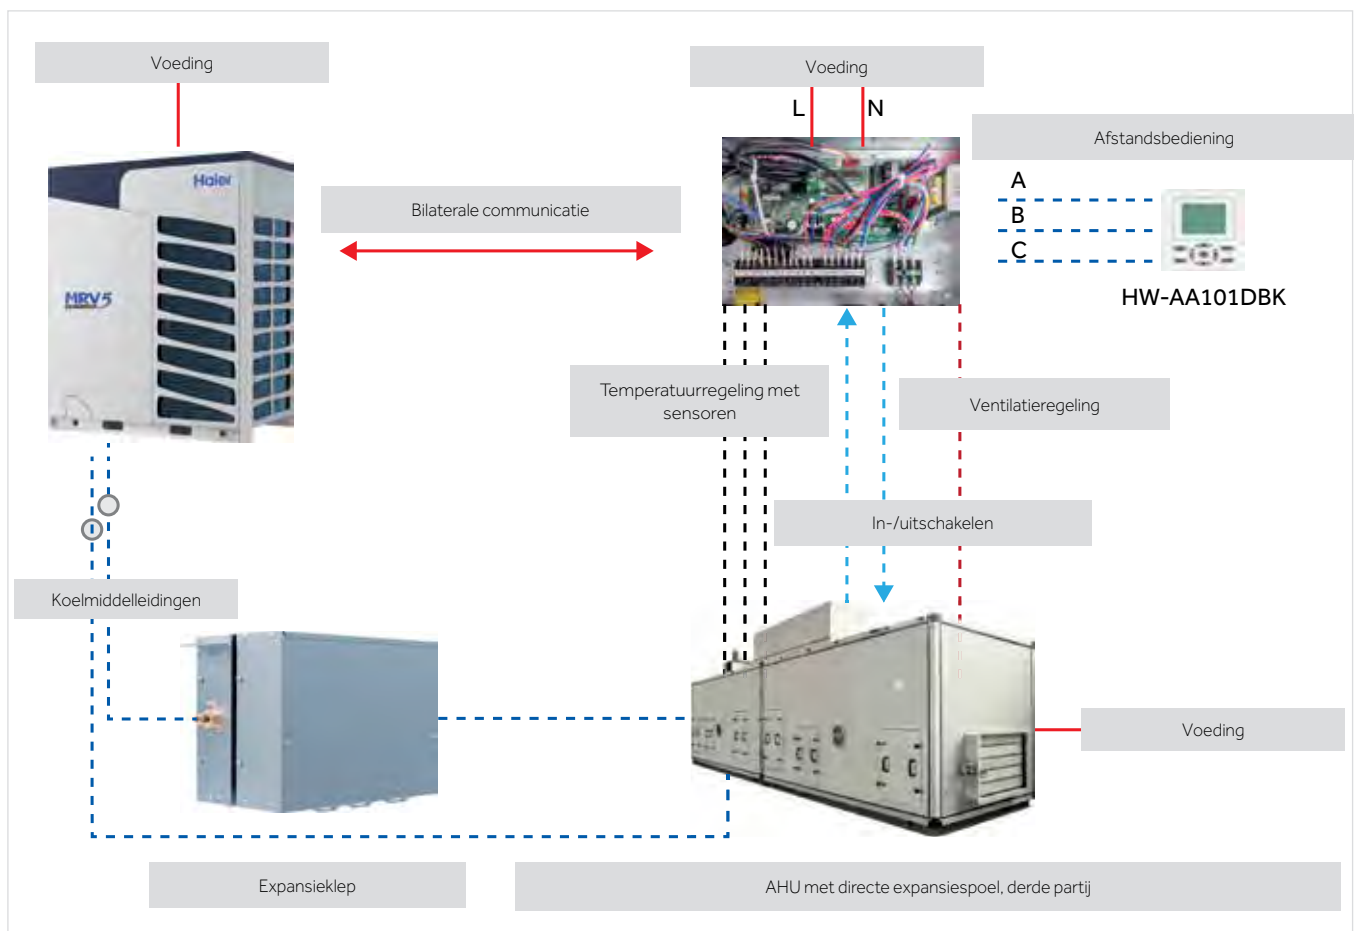 Voeding
Voeding
L
N
Afstandsbediening
Haier
A
Bilaterale communicatie
B
C
MRV5
HW-AA101DBK
Temperatuurregeling met
sensoren
Ventilatieregeling
In-/uitschakelen
Koelmiddelleidingen
Voeding
Expansieklep
AHU met directe expansiespoel, derde partij